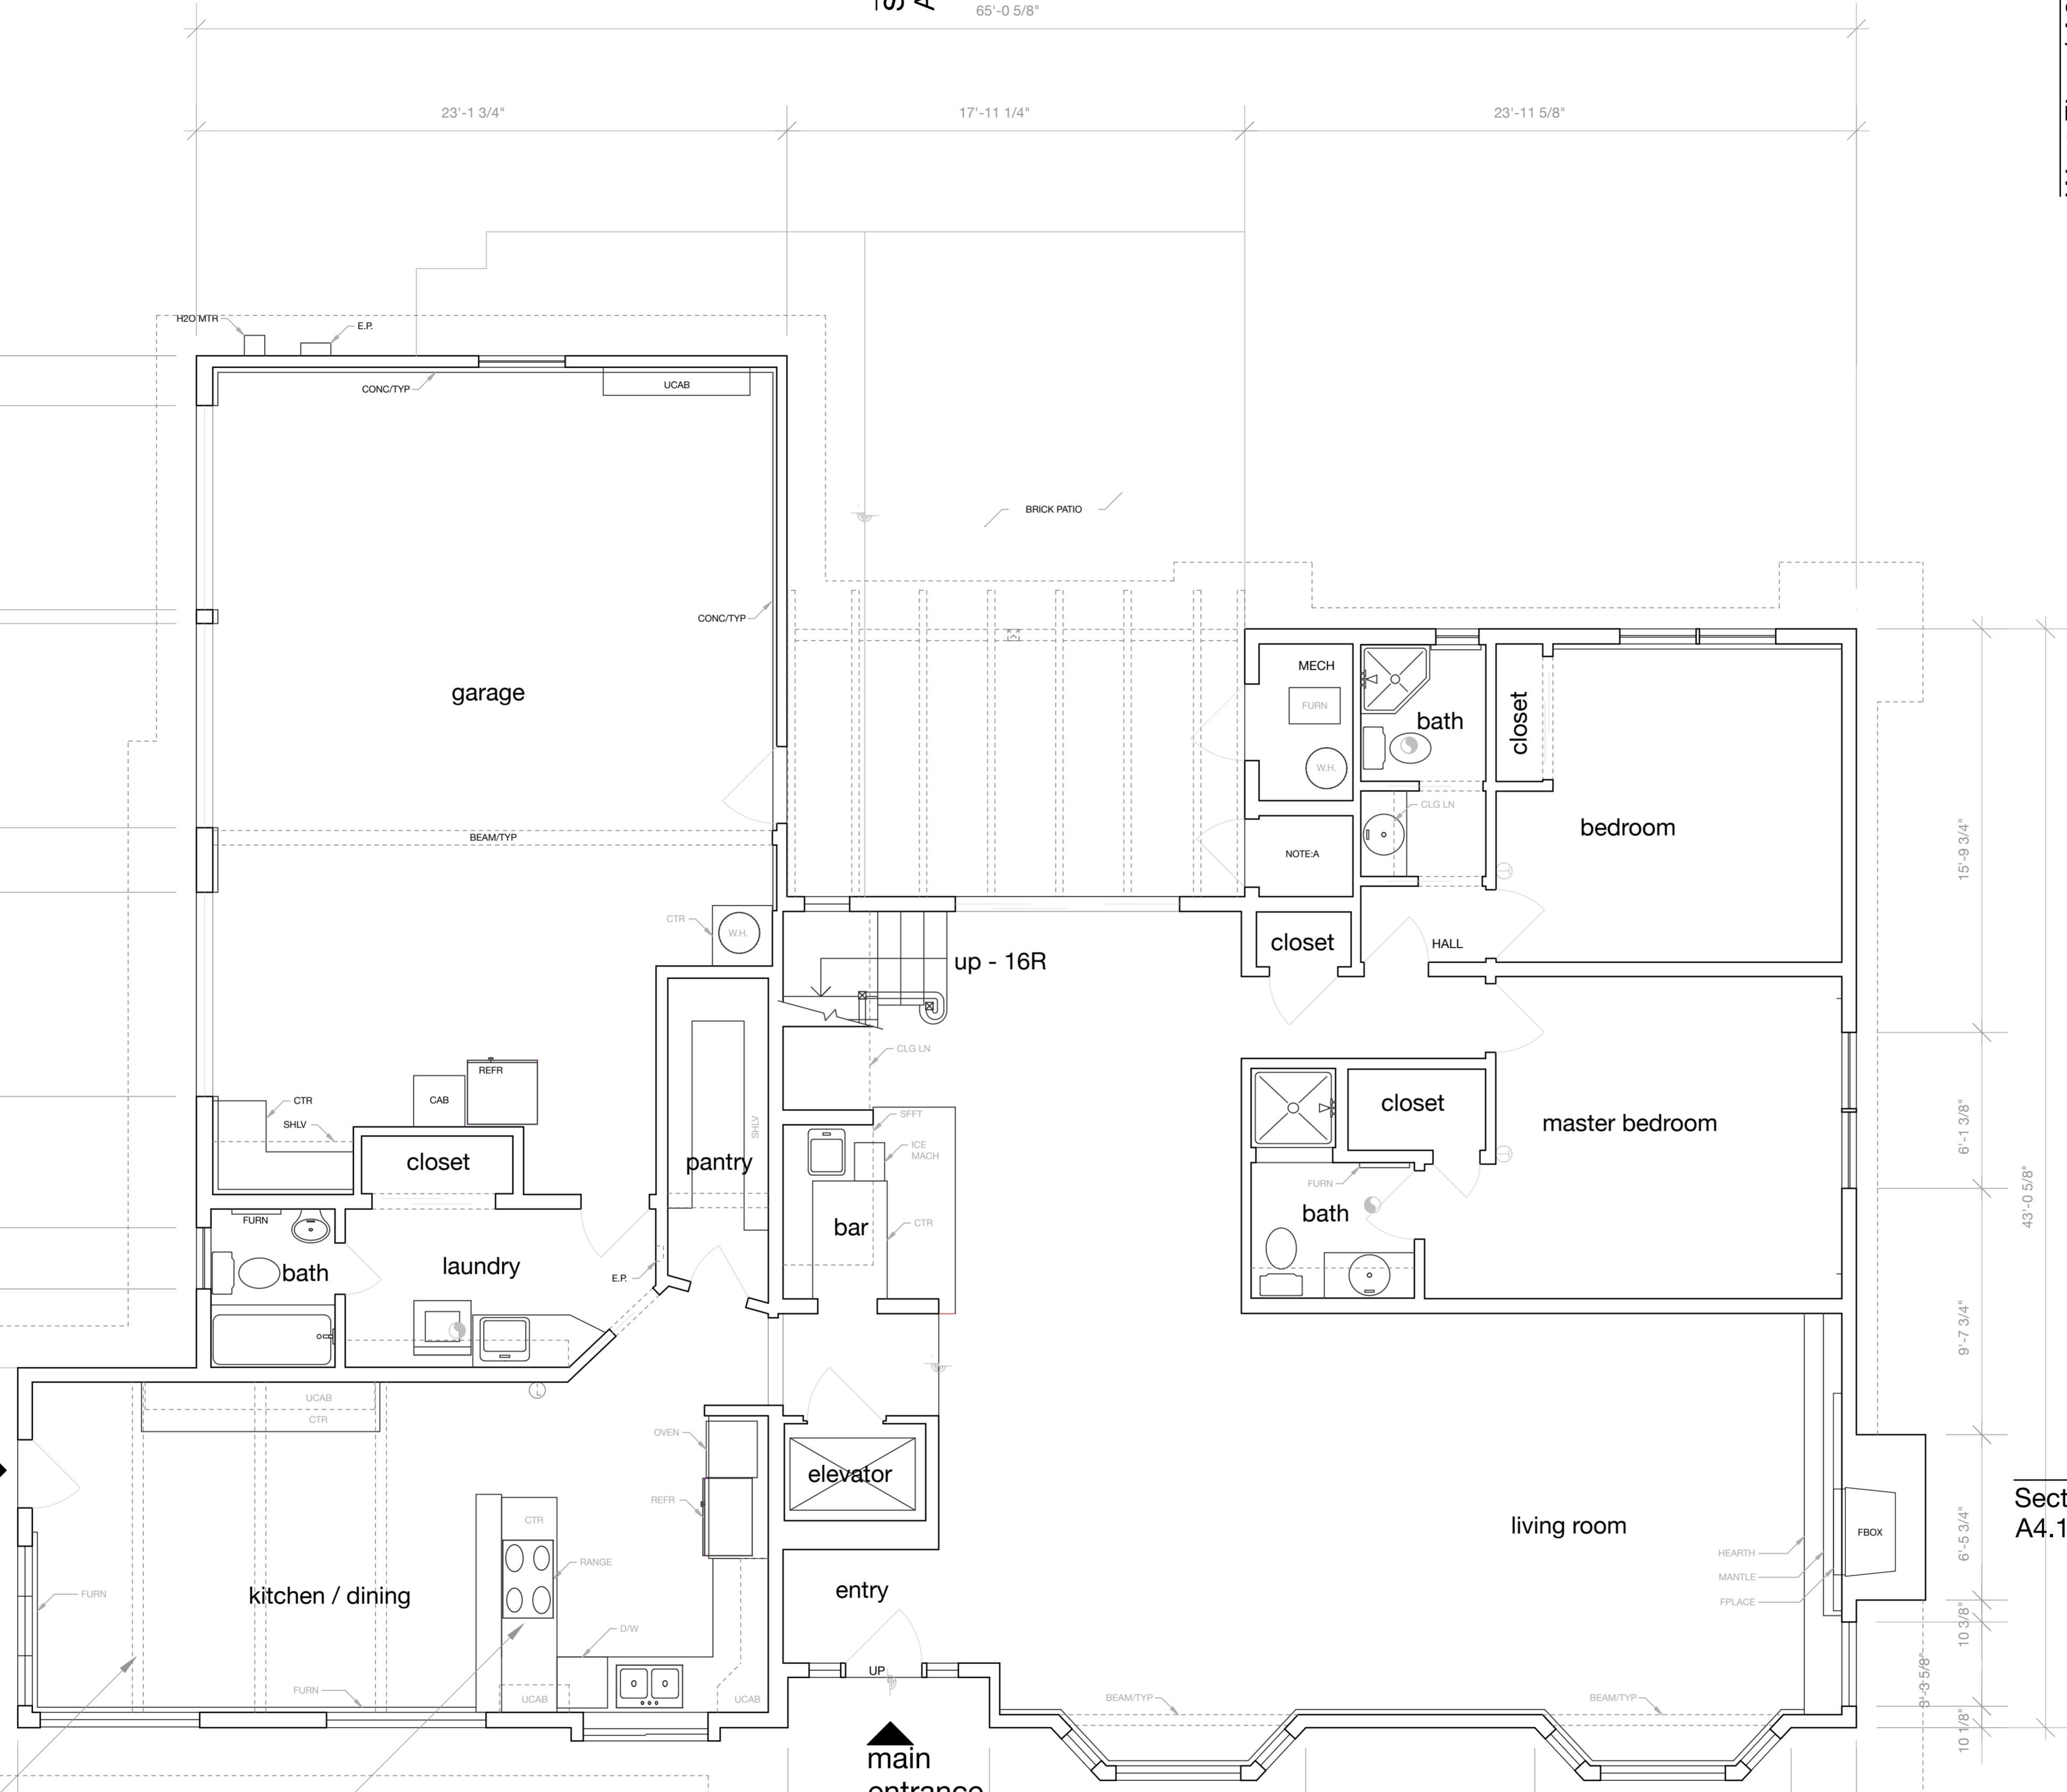 65'-0 5/8"
23'-1 3/4"
17'-11 1/4"
23'-11 5/8"
H2O MTR
E.P.
CONC/TYP
UCAB
BRICK PATIO
CONC/TYP
garage
MECH
FURN
W.H.
bath
closet
CLG LN
bedroom
BEAM/TYP
NOTE:A
15'-9 3/4"
CTR
W.H.
up - 16R
closet
HALL
CLG LN
REFR
CAB
CTR
SHLV
SFFT
ICE
MACH
SHLV
closet
pantry
closet
master bedroom
6'-1 3/8"
43'-0 5/8"
FURN
bath
FURN
bar
CTR
bath
laundry
E.P.
9'-7 3/4"
UCAB
CTR
OVEN
elevator
REFR
CTR
RANGE
living room
Sect
A4.1
FBOX
HEARTH
MANTLE
FPLACE
6'-5 3/4"
FURN
kitchen / dining
entry
D/W
10 3/8"
3'-3 5/8"
UP
FURN
UCAB
UCAB
BEAM/TYP
BEAM/TYP
10 1/8"
main
entrance